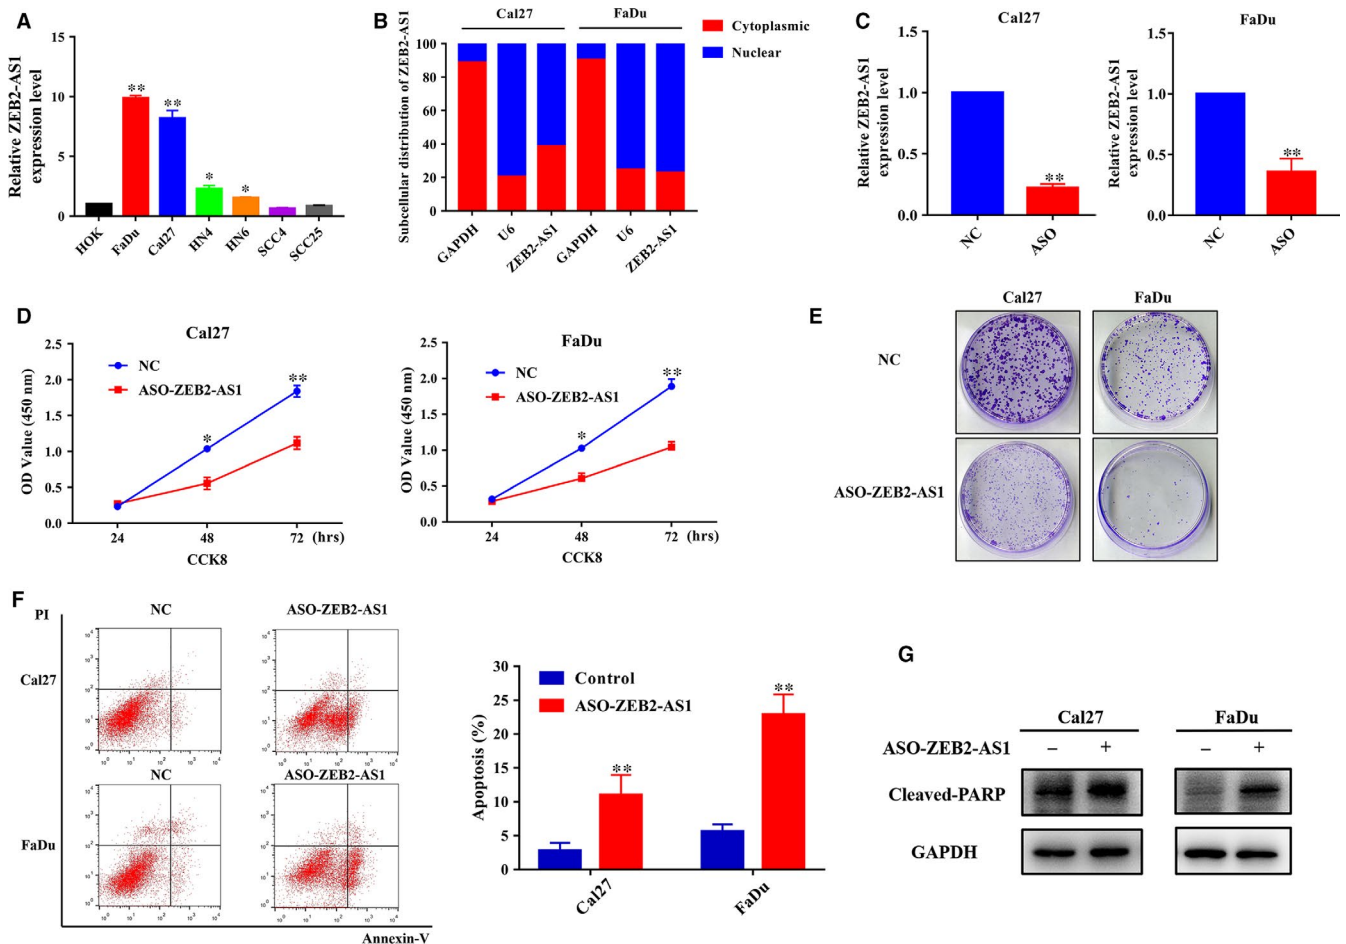 A
Relative ZEB2-AS1
expression level
15
10
5
0
**
**
*
*
HOK
FaDu
Cal27
HN4
HN6
SCC4
SCC25
B
Subcellular distribution of ZEB2-AS1
Cal27
FaDu
Cytoplasmic
Nuclear
100
80
60
40
20
0
GAPDH
U6
ZEB2-AS1
GAPDH
U6
ZEB2-AS1
C
Cal27
Relative ZEB2-AS1
expression level
1.5
1.0
0.5
0.0
**
NC
ASO
FaDu
Relative ZEB2-AS1
expression level
1.5
1.0
0.5
0.0
**
NC
ASO
D
Cal27
OD Value (450 nm)
2.5
2.0
1.5
1.0
0.5
0.0
NC
ASO-ZEB2-AS1
*
**
24
48
72
(hrs)
CCK8
FaDu
OD Value (450 nm)
2.5
2.0
1.5
1.0
0.5
0.0
NC
ASO-ZEB2-AS1
*
**
24
48
72
(hrs)
CCK8
E
Cal27
FaDu
NC
ASO-ZEB2-AS1
F
PI
NC
ASO-ZEB2-AS1
Cal27
NC
ASO-ZEB2-AS1
FaDu
Annexin-V
Apoptosis (%)
30
25
20
15
10
5
0
Control
ASO-ZEB2-AS1
**
**
Cal27
FaDu
G
Cal27
FaDu
ASO-ZEB2-AS1
– +
– +
Cleaved-PARP
GAPDH